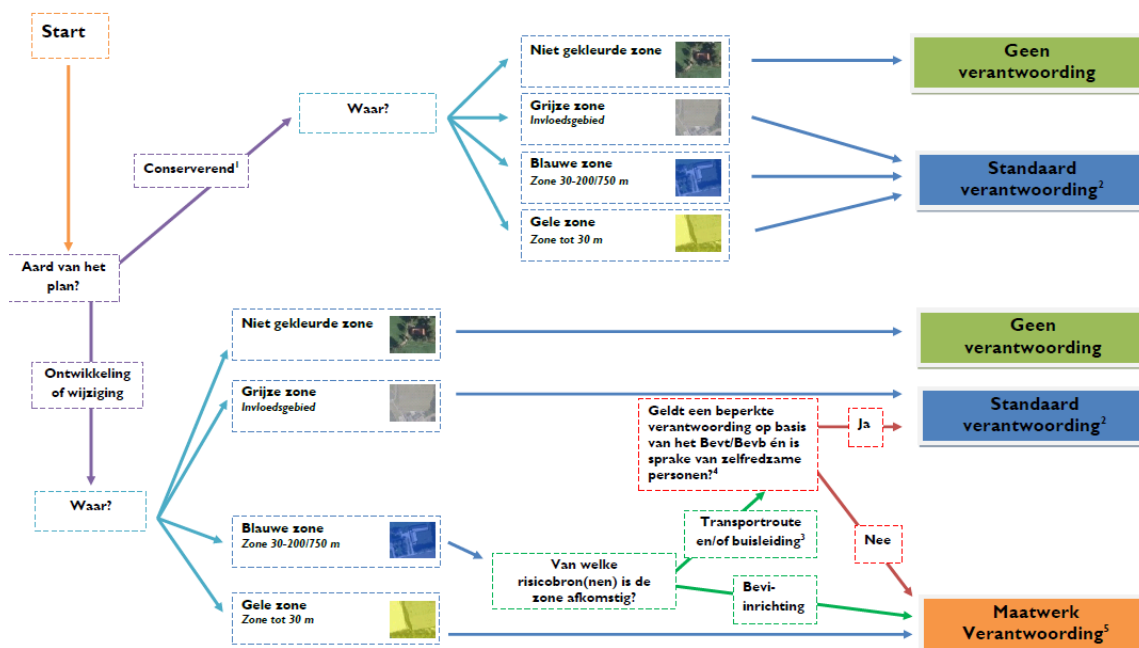 Start
Aard van het
plan?
Conserverend¹
Waar?
Niet gekleurde zone
Grijze zone
Invloedsgebied
Blauwe zone
Zone 30-200/750 m
Gele zone
Zone tot 30 m
Geen
verantwoording
Standaard
verantwoording²
Ontwikkeling
of wijziging
Waar?
Niet gekleurde zone
Grijze zone
Invloedsgebied
Blauwe zone
Zone 30-200/750 m
Gele zone
Zone tot 30 m
Van welke
risicobron(nen) is de
zone afkomstig?
Transportroute
en/of buisleiding³
Bevi-
inrichting
Geldt een beperkte
verantwoording op basis
van het Bevt/Bevb én is
sprake van zelfredzame
personen?⁴
Ja
Nee
Geen
verantwoording
Standaard
verantwoording²
Maatwerk
Verantwoording⁵